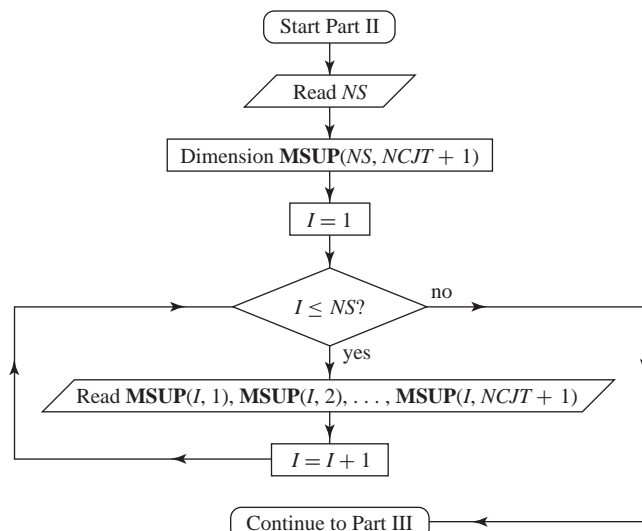 Start Part II
Read NS
Dimension MSUP(NS, NCJT + 1)
I = 1
I ≤ NS?
no
yes
Read MSUP(I, 1), MSUP(I, 2), . . . , MSUP(I, NCJT + 1)
I = I + 1
Continue to Part III